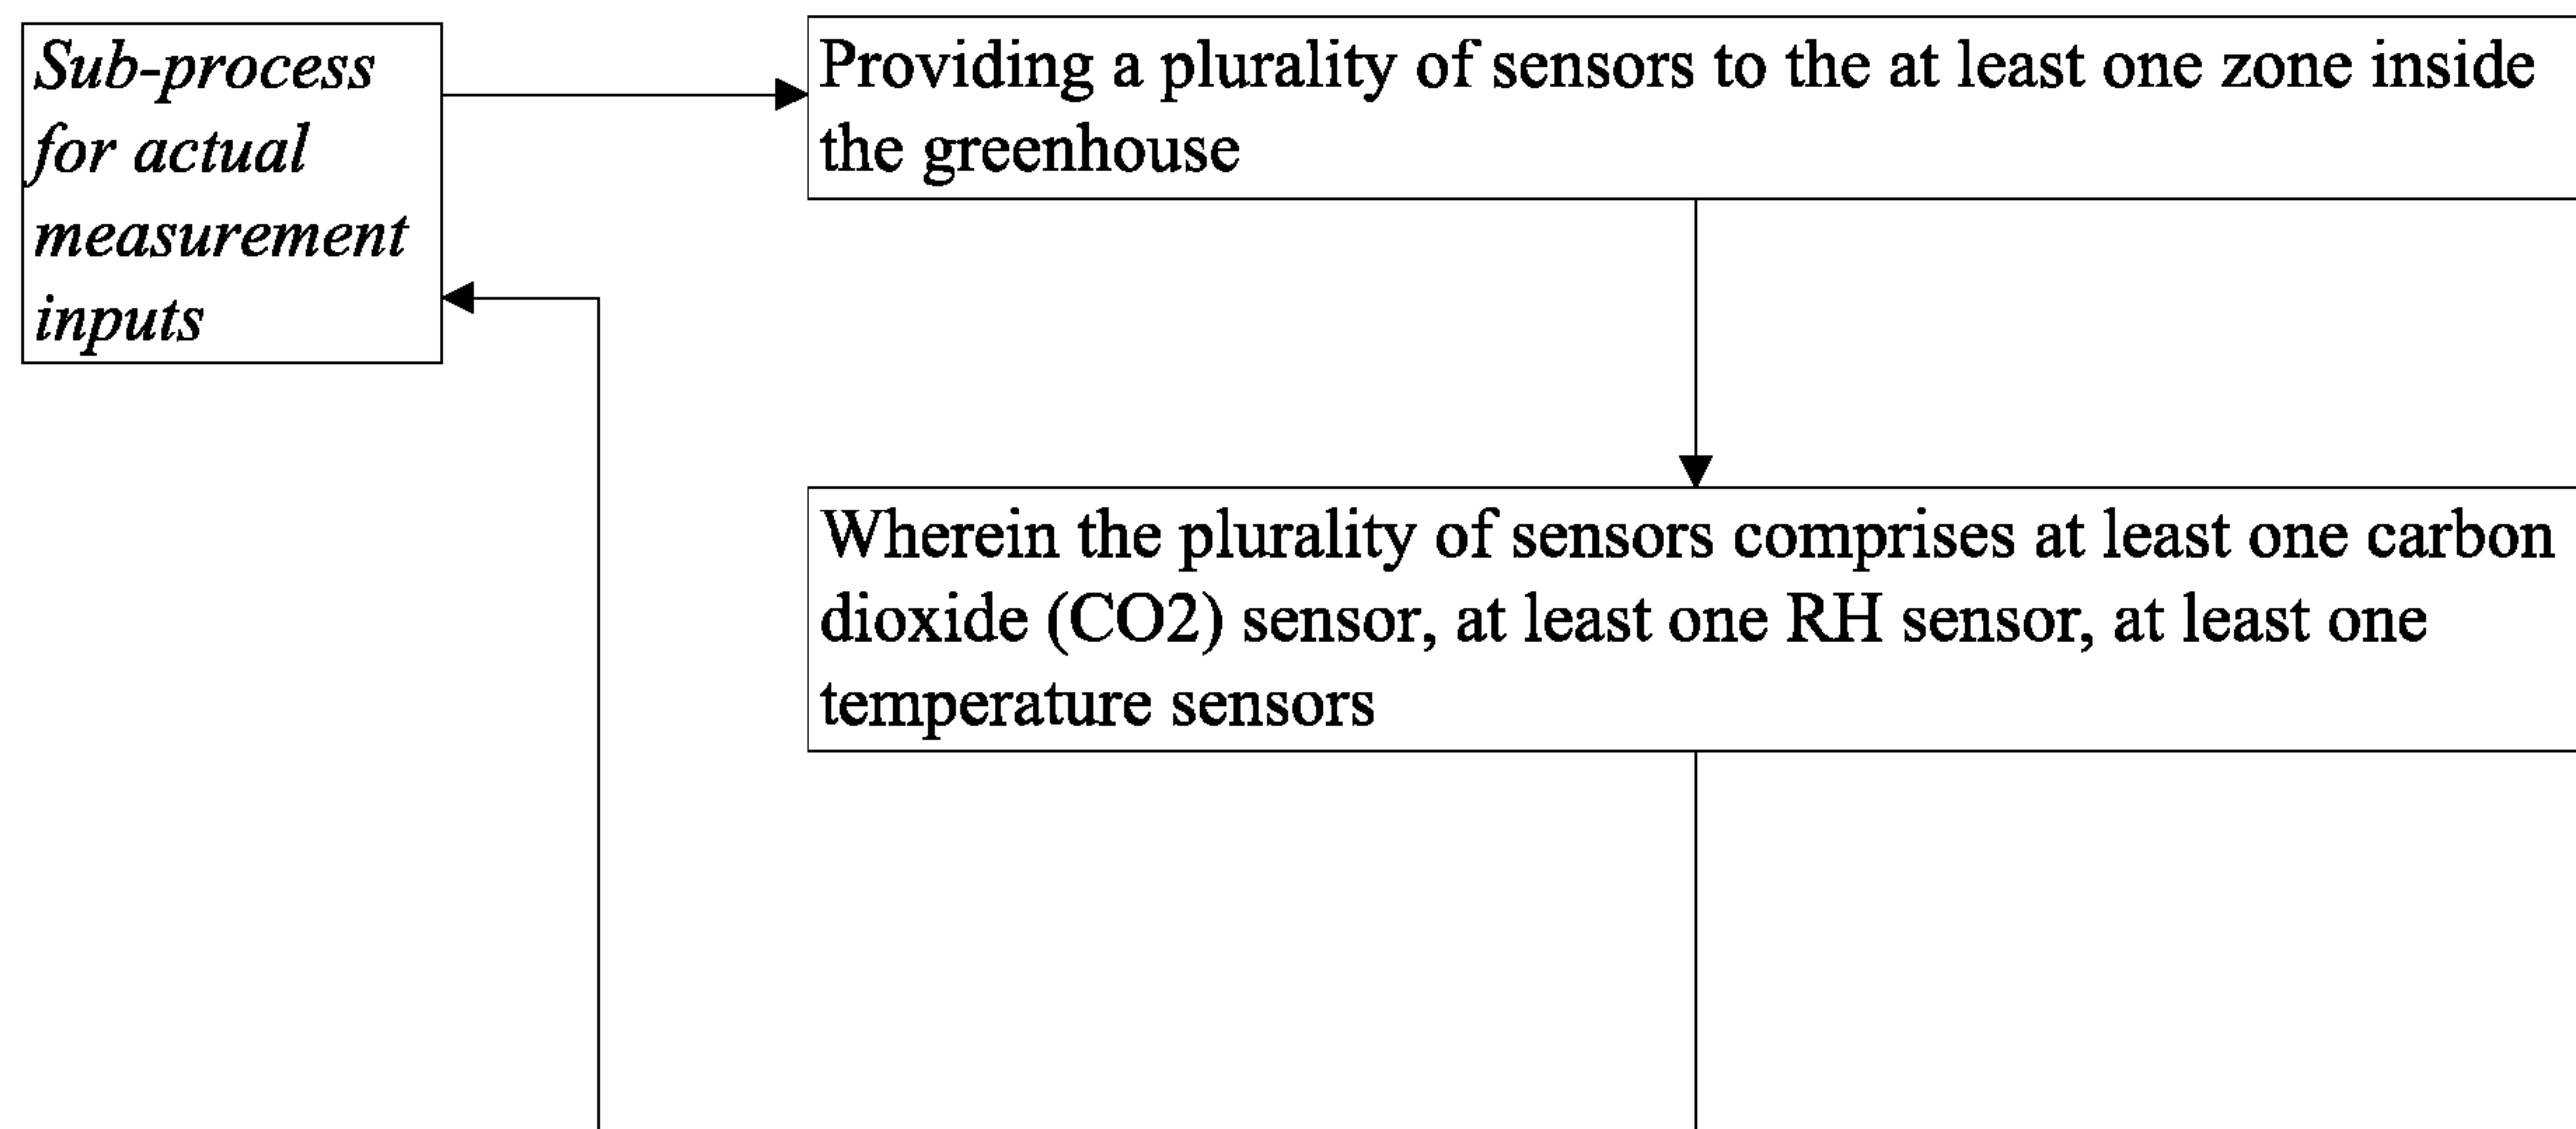 Sub-process
for actual
measurement
inputs
Providing a plurality of sensors to the at least one zone inside
the greenhouse
Wherein the plurality of sensors comprises at least one carbon
dioxide (CO2) sensor, at least one RH sensor, at least one
temperature sensors